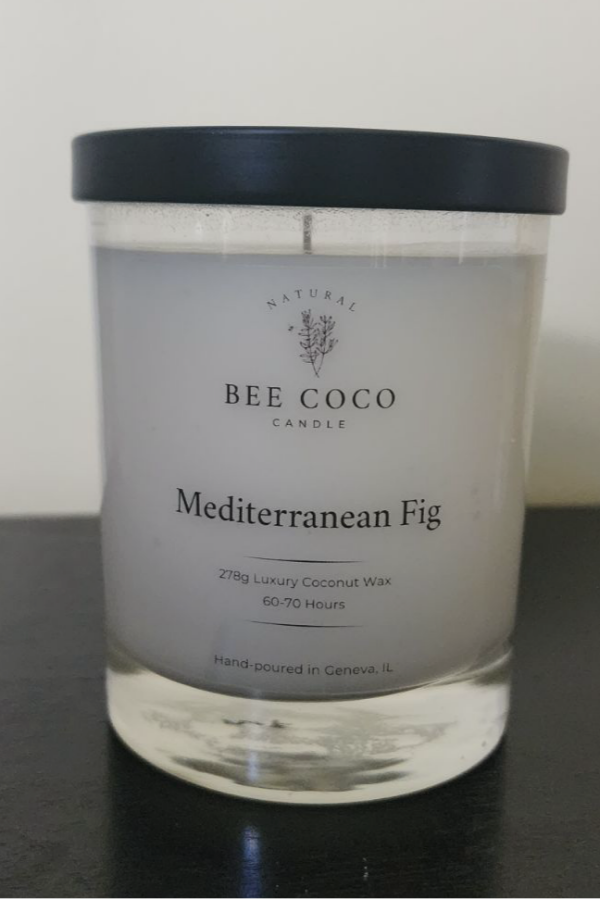 NATURAL
BEE COCO
CANDLE
Mediterranean Fig
278g Luxury Coconut Wax
60-70 Hours
Hand-poured in Geneva, IL